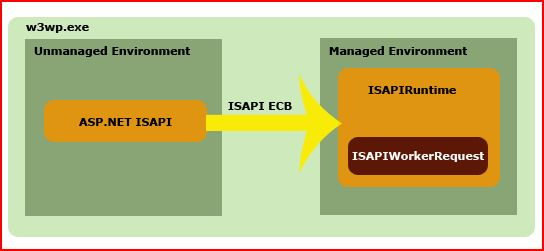 w3wp.exe
Unmanaged Environment
Managed Environment
ISAPIRuntime
ISAPI ECB
ASP.NET ISAPI
ISAPIWorkerRequest